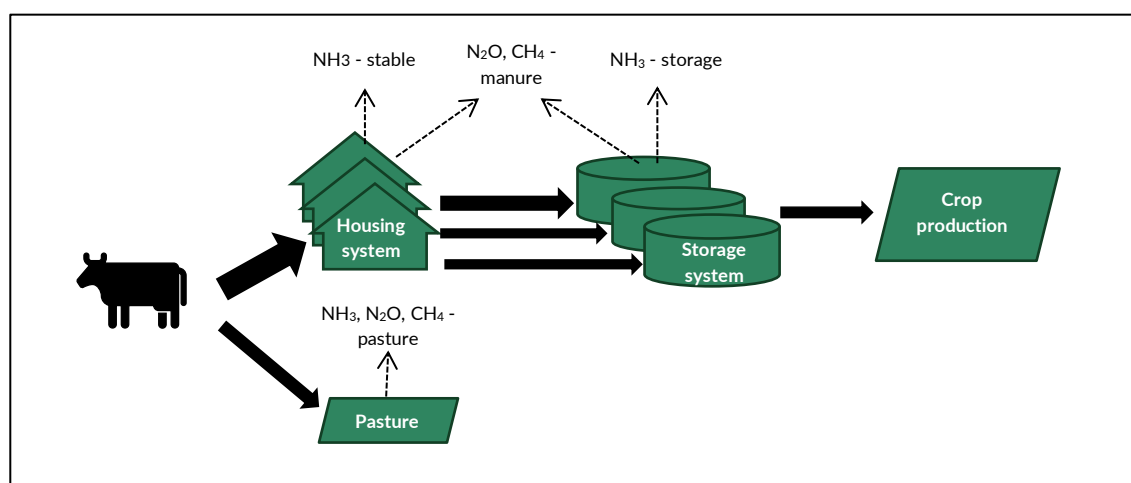 NH3 - stable
N₂O, CH₄ -
manure
NH₃ - storage
Housing
system
Storage
system
Crop
production
NH₃, N₂O, CH₄ -
pasture
Pasture